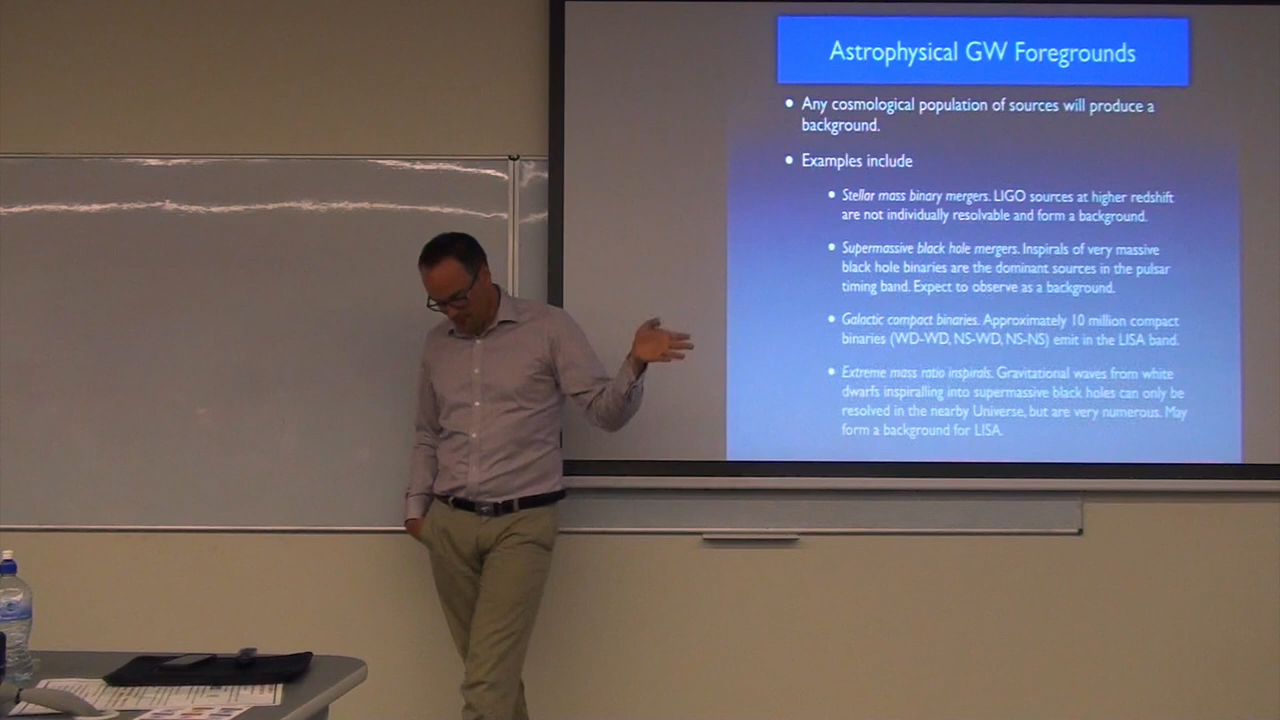 Astrophysical GW Foregrounds
• Any cosmological population of sources will produce a
background.
• Examples include
• Stellar mass binary mergers. LIGO sources at higher redshift
are not individually resolvable and form a background.
• Supermassive black hole mergers. Inspirals of very massive
black hole binaries are the dominant sources in the pulsar
timing band. Expect to observe as a background.
• Galactic compact binaries. Approximately 10 million compact
binaries (WD-WD, NS-WD, NS-NS) emit in the LISA band.
• Extreme mass ratio inspirals. Gravitational waves from white
dwarfs inspiralling into supermassive black holes can only be
resolved in the nearby Universe, but are very numerous. May
form a background for LISA.